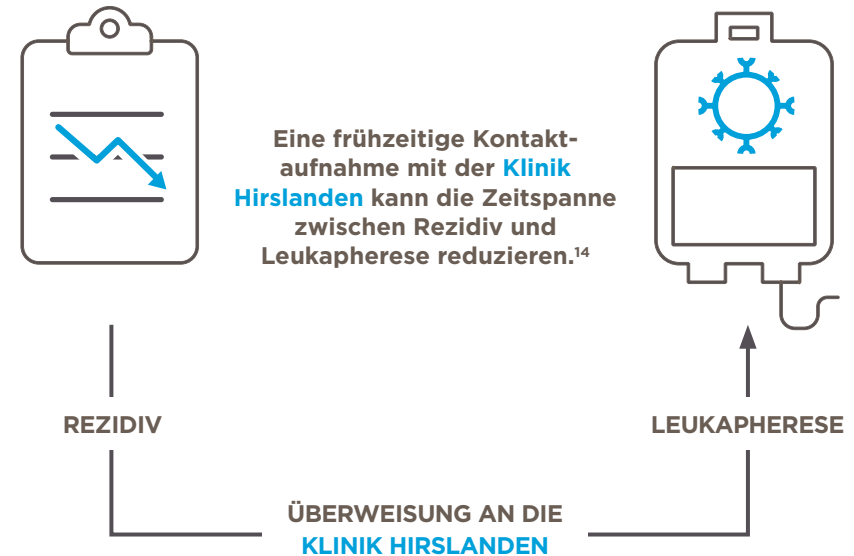 Eine frühzeitige Kontakt-
aufnahme mit der Klinik
Hirslanden kann die Zeitspanne
zwischen Rezidiv und
Leukapherese reduzieren.¹⁴
REZIDIV
LEUKAPHERESE
ÜBERWEISUNG AN DIE
KLINIK HIRSLANDEN